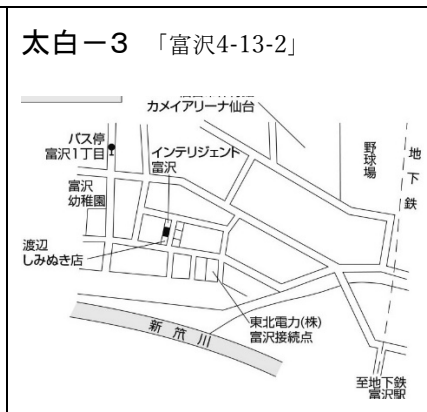 太白－3 「富沢4-13-2」
カメイアリーナ仙台
バス停
富沢1丁目
インテリジェント
富沢
野球場
地下鉄
富沢
幼稚園
渡辺
しみぬき店
東北電力(株)
富沢接続点
新笊川
至地下鉄
富沢駅